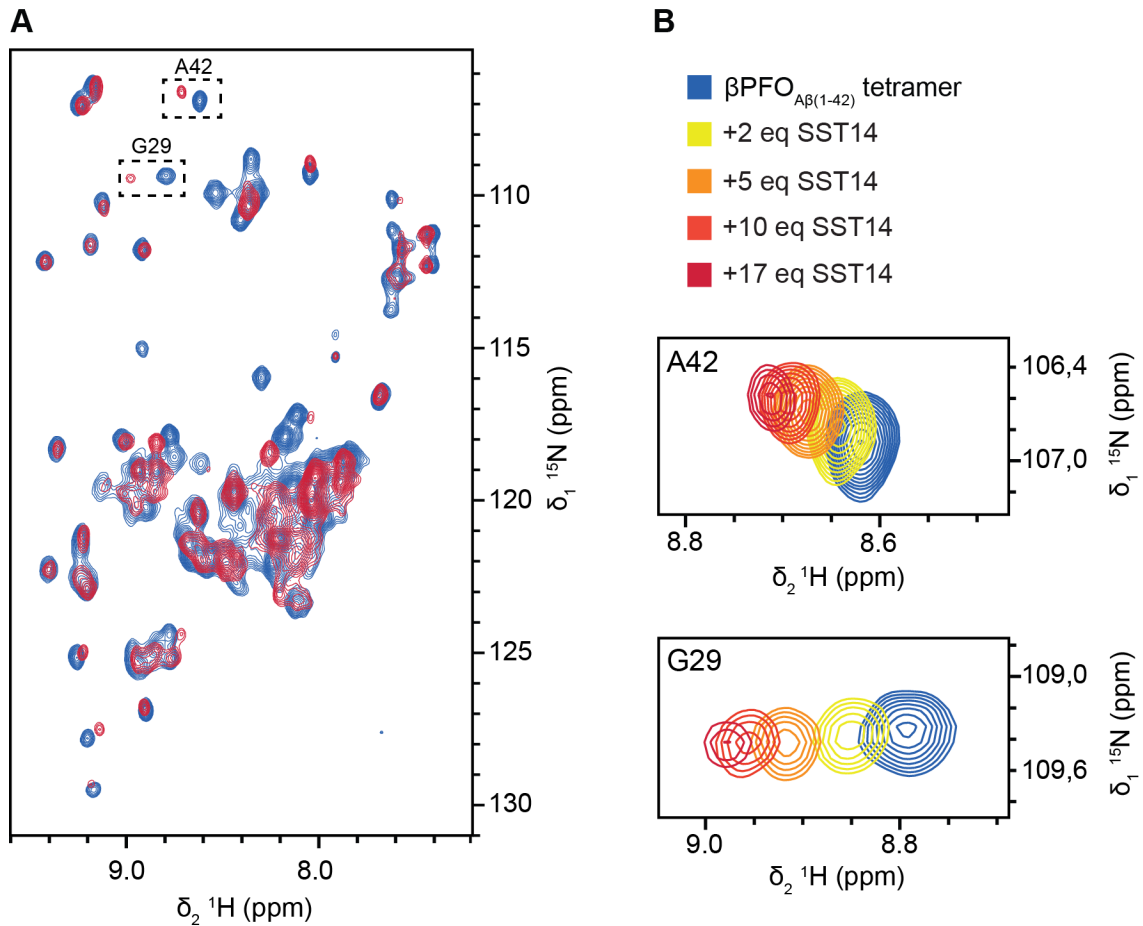 A
A42
G29
110
115
120
125
130
δ1 15N (ppm)
9.0
8.0
δ2 1H (ppm)
B
βPFOAβ(1-42) tetramer
+2 eq SST14
+5 eq SST14
+10 eq SST14
+17 eq SST14
A42
106,4
107,0
δ1 15N (ppm)
8.8
8.6
δ2 1H (ppm)
G29
109,0
109,6
δ1 15N (ppm)
9.0
8.8
δ2 1H (ppm)